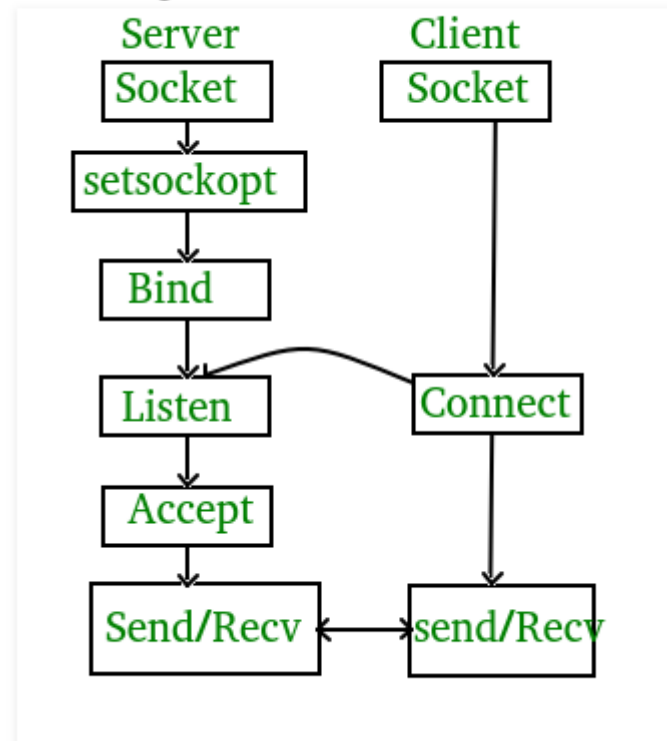 Server Client
Socket Socket
setsockopt
Bind
Listen Connect
Accept
Send/Recv send/Recv